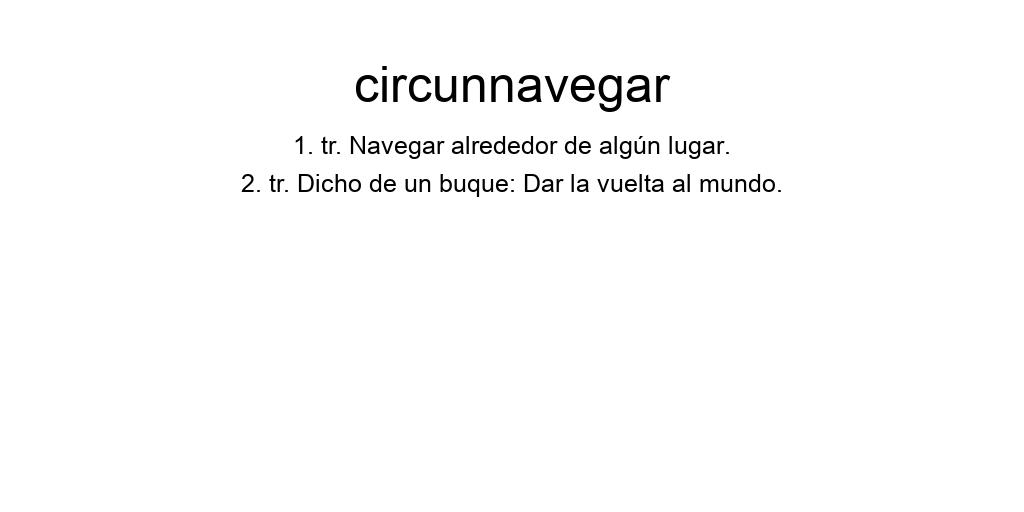 circunnavegar
1. tr. Navegar alrededor de algún lugar.
2. tr. Dicho de un buque: Dar la vuelta al mundo.